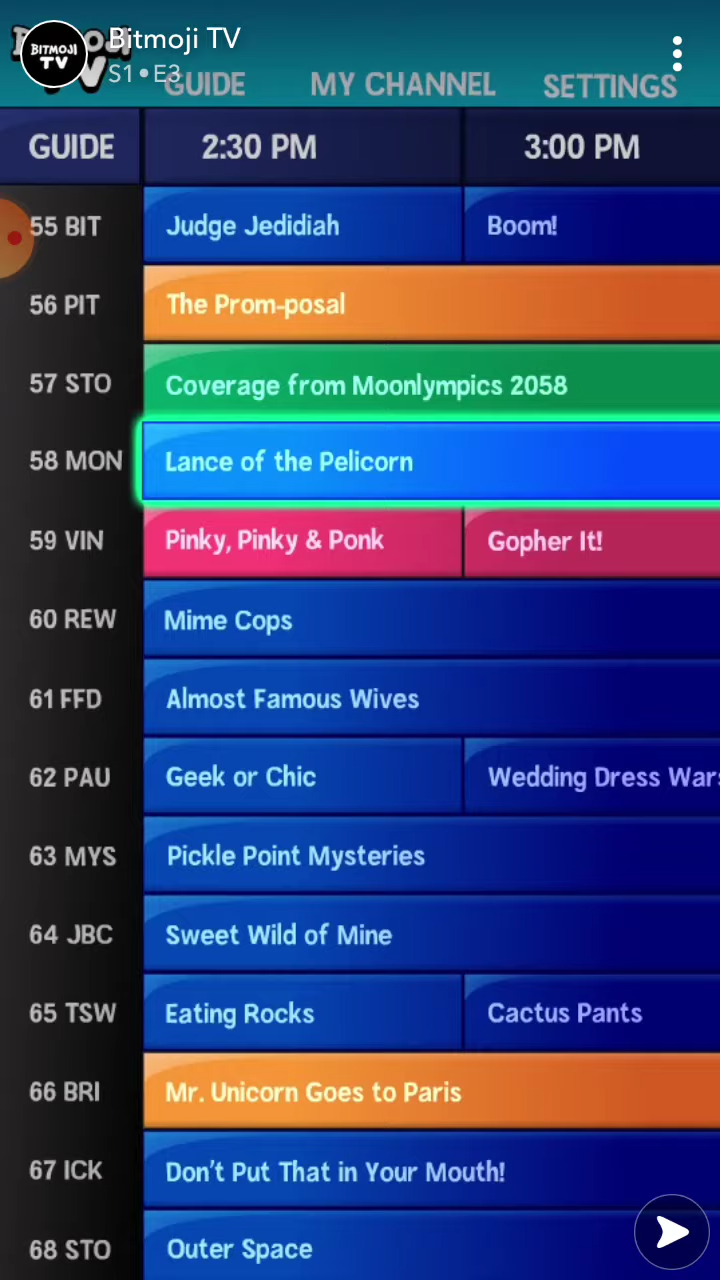 Bitmoji TV
BITMOJI
TV
S1 • E3
GUIDE MY CHANNEL SETTINGS
GUIDE 2:30 PM 3:00 PM
55 BIT Judge Jedidiah Boom!
56 PIT The Prom-posal
57 STO Coverage from Moonlympics 2058
58 MON Lance of the Pelicorn
59 VIN Pinky, Pinky & Ponk Gopher It!
60 REW Mime Cops
61 FFD Almost Famous Wives
62 PAU Geek or Chic Wedding Dress Wars
63 MYS Pickle Point Mysteries
64 JBC Sweet Wild of Mine
65 TSW Eating Rocks Cactus Pants
66 BRI Mr. Unicorn Goes to Paris
67 ICK Don't Put That in Your Mouth!
68 STO Outer Space